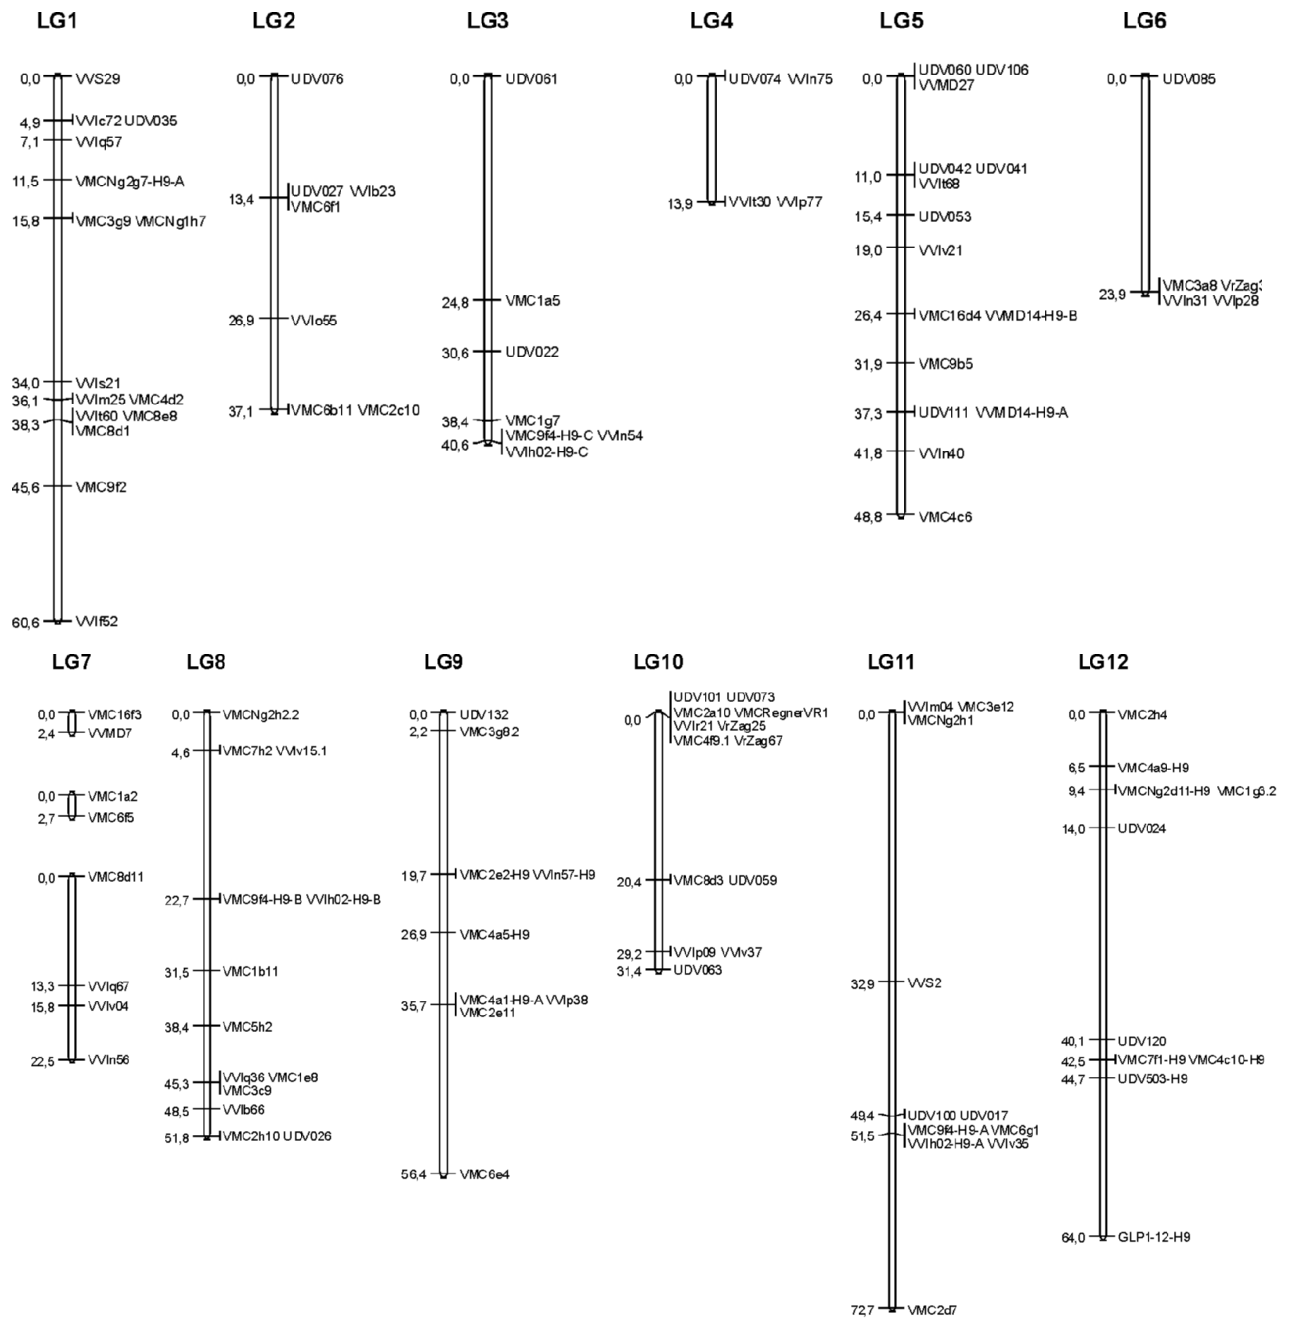 LG1
0,0 VVS29
4,9 VVIc72 UDV035
7,1 VVIq57
11,5 VMCNg2g7-H9-A
15,8 VMC3g9 VMCNg1h7
34,0 VVIs21
36,1 VVIm25 VMC4d2
VVIt60 VMC8e8
38,3 VMC8d1
45,6 VMC9f2
60,6 VVIf52
LG2
0,0 UDV076
UDV027 VVIb23
13,4 VMC6f1
26,9 VVIo55
37,1 VMC6b11 VMC2c10
LG3
0,0 UDV061
24,8 VMC1a5
30,6 UDV022
38,4 VMC1g7
VMC9f4-H9-C VVIn54
40,6 VVIh02-H9-C
LG4
0,0 UDV074 VVIn75
13,9 VVIt30 VVIp77
LG5
UDV060 UDV106
0,0 VVMD27
UDV042 UDV041
11,0 VVIt68
15,4 UDV053
19,0 VVIv21
26,4 VMC16d4 VVMD14-H9-B
31,9 VMC9b5
37,3 UDV111 VVMD14-H9-A
41,8 VVIn40
48,8 VMC4c6
LG6
0,0 UDV085
VMC3a8
23,9 VVIn31 VVIp28
LG7
0,0 VMC16f3
2,4 VVMD7
0,0 VMC1a2
2,7 VMC6f5
0,0 VMC8d11
13,3 VVIq67
15,8 VVIv04
22,5 VVIn56
LG8
0,0 VMCNg2h2.2
4,6 VMC7h2 VVIv15.1
22,7 VMC9f4-H9-B VVIh02-H9-B
31,5 VMC1b11
38,4 VMC5h2
VVIq36 VMC1e8
45,3 VMC3c9
48,5 VVIb66
51,8 VMC2h10 UDV026
LG9
0,0 UDV132
2,2 VMC3g8.2
19,7 VMC2e2-H9 VVIn57-H9
26,9 VMC4a5-H9
VMC4a1-H9-A VVIp38
35,7 VMC2e11
56,4 VMC6e4
LG10
UDV101 UDV073
VMC2a10 VMCRegnerVR1
0,0 VVIr21 VrZag25
VMC4f9.1 VrZag67
20,4 VMC8d3 UDV059
29,2 VVIp09 VVIv37
31,4 UDV063
LG11
VVIm04 VMC3e12
0,0 VMCNg2h1
32,9 VVS2
49,4 UDV100 UDV017
VMC9f4-H9-A VMC6g1
51,5 VVIh02-H9-A VVIv35
72,7 VMC2d7
LG12
0,0 VMC2h4
6,5 VMC4a9-H9
9,4 VMCNg2d11-H9 VMC1g3.2
14,0 UDV024
40,1 UDV120
42,5 VMC7f1-H9 VMC4c10-H9
44,7 UDV503-H9
64,0 GLP1-12-H9